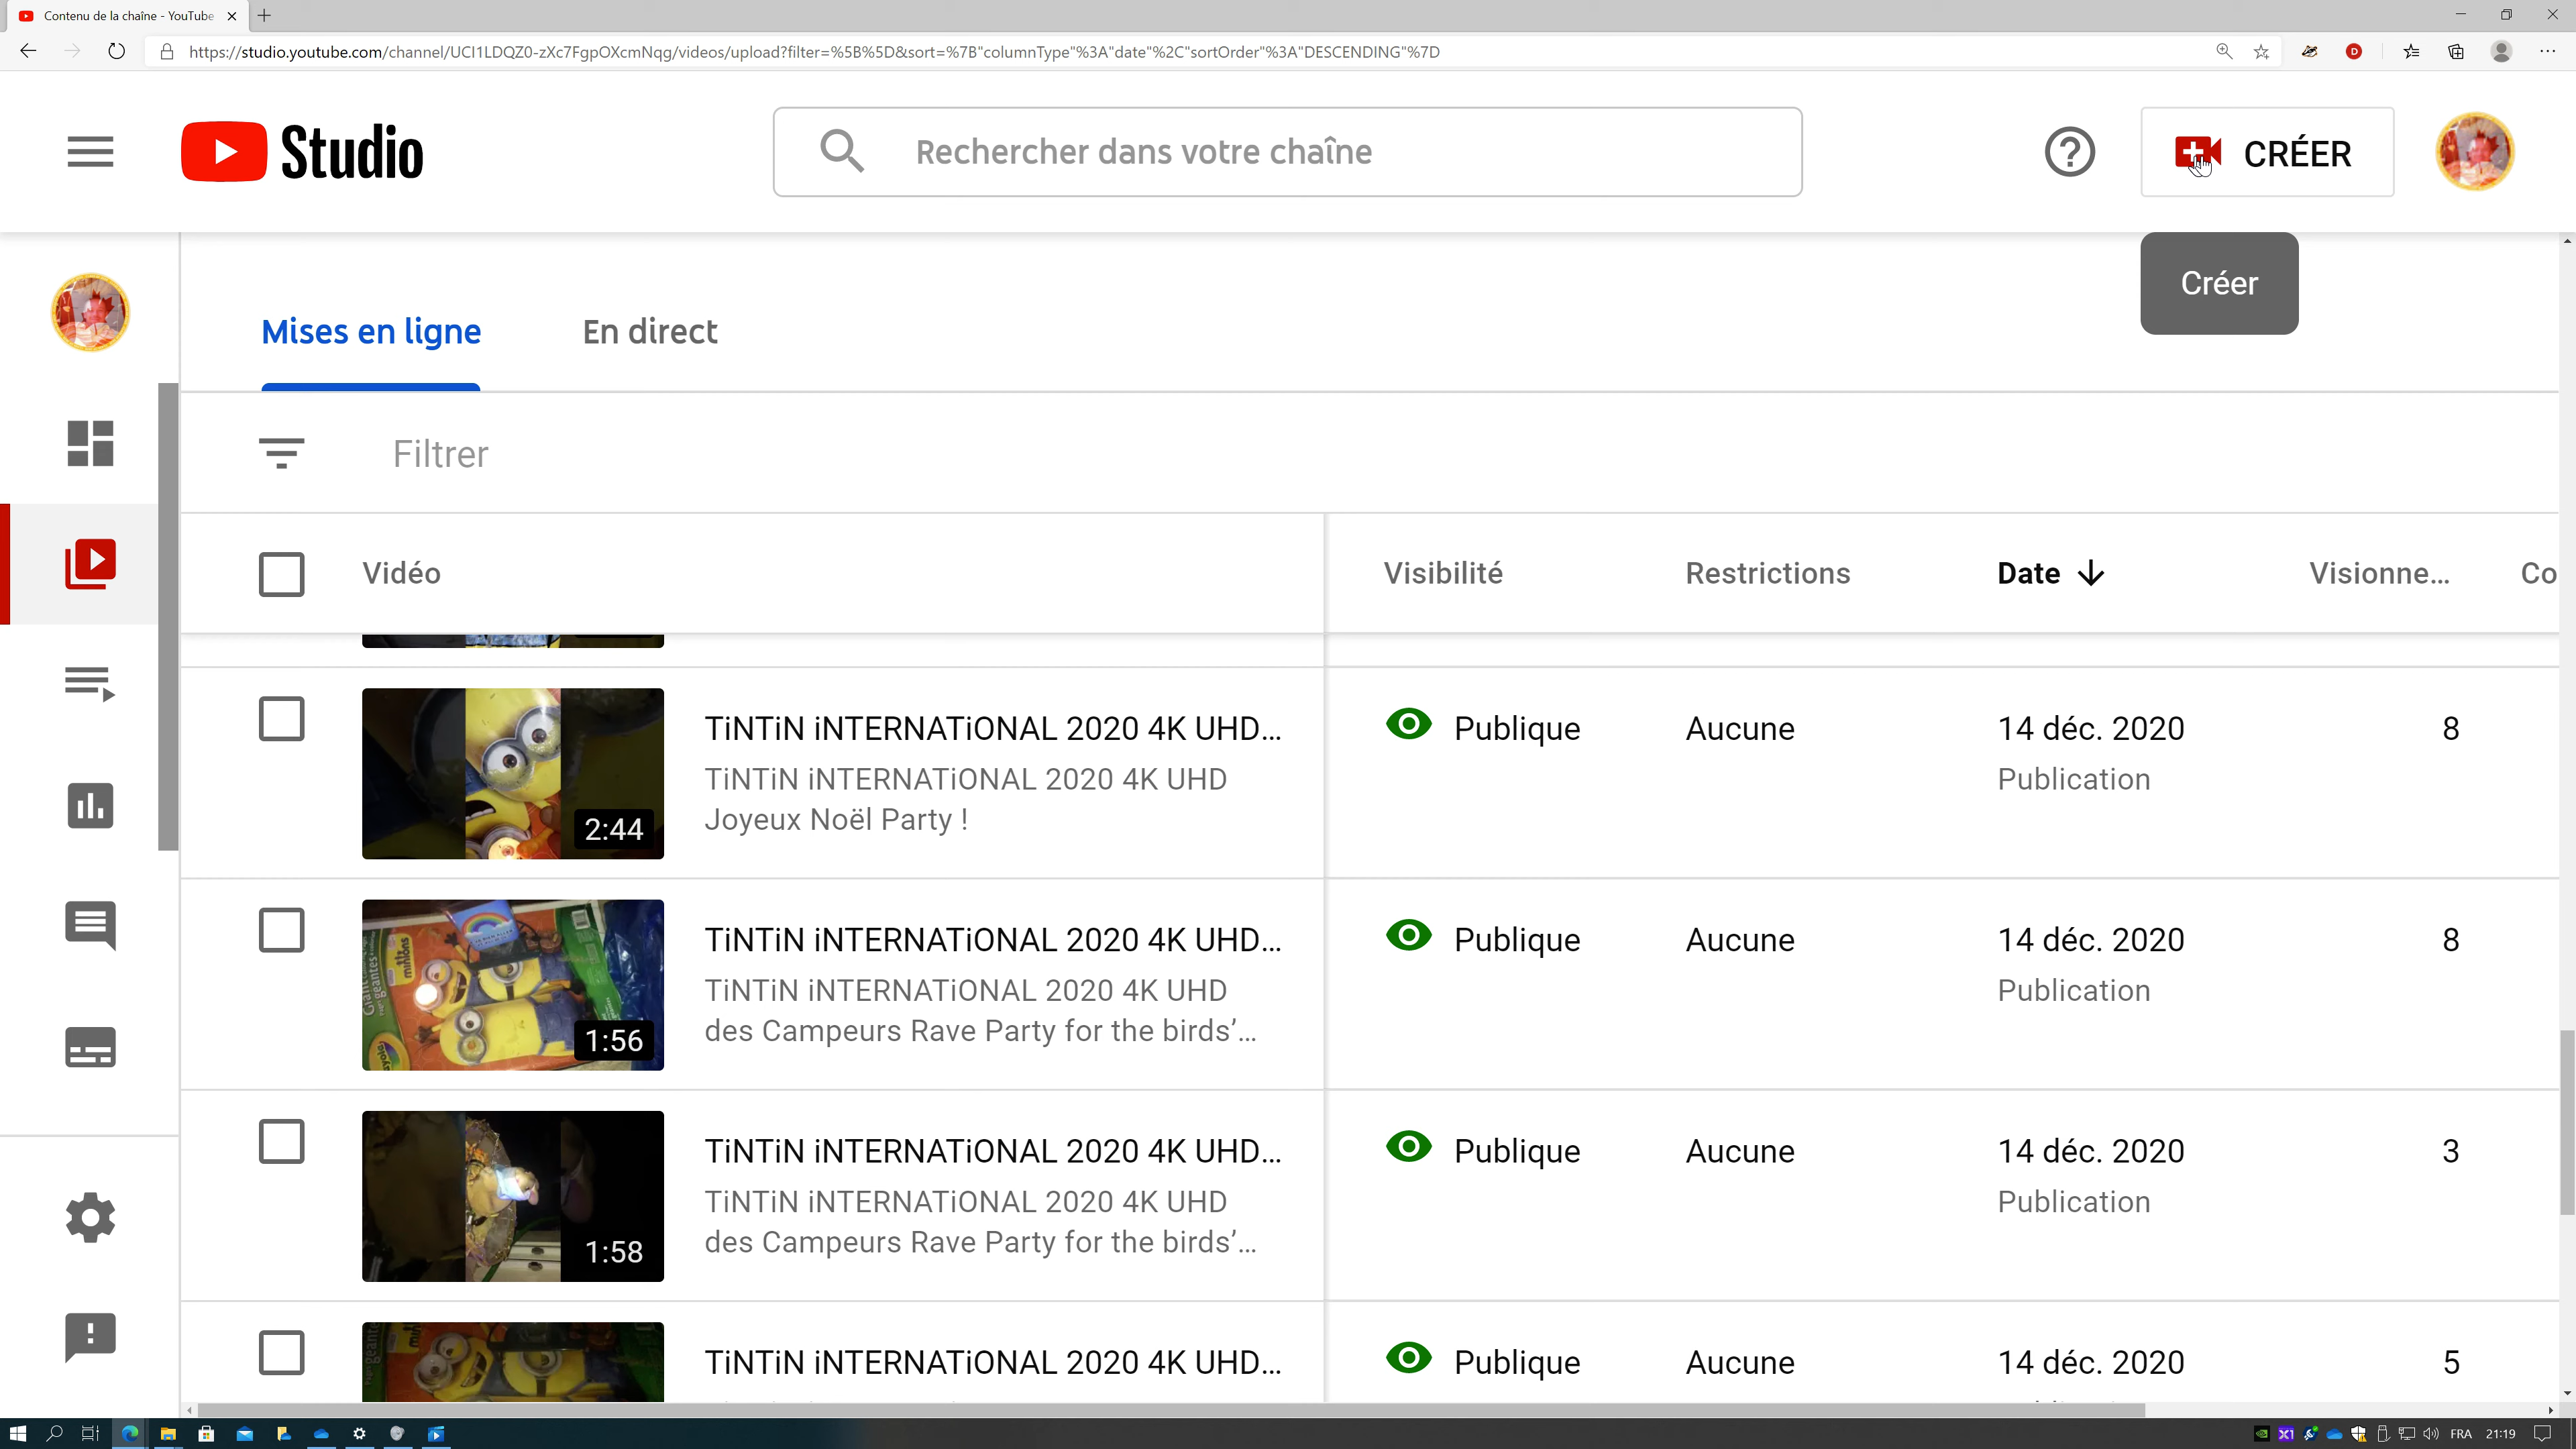 Contenu de la chaîne - YouTube
https://studio.youtube.com/channel/UCI1LDQZ0-zXc7FgpOXcmNqg/videos/upload?filter=%5B%5D&sort=%7B"columnType"%3A"date"%2C"sortOrder"%3A"DESCENDING"%7D
Studio
Rechercher dans votre chaîne
CRÉER
Créer
Mises en ligne
En direct
Filtrer
Vidéo
Visibilité
Restrictions
Date
Visionne...
Co
2:44
TiNTiN iNTERNATiONAL 2020 4K UHD...
TiNTiN iNTERNATiONAL 2020 4K UHD
Joyeux Noël Party !
Publique
Aucune
14 déc. 2020
Publication
8
minions
1:56
TiNTiN iNTERNATiONAL 2020 4K UHD...
TiNTiN iNTERNATiONAL 2020 4K UHD
des Campeurs Rave Party for the birds’...
Publique
Aucune
14 déc. 2020
Publication
8
1:58
TiNTiN iNTERNATiONAL 2020 4K UHD...
TiNTiN iNTERNATiONAL 2020 4K UHD
des Campeurs Rave Party for the birds’...
Publique
Aucune
14 déc. 2020
Publication
3
TiNTiN iNTERNATiONAL 2020 4K UHD...
Publique
Aucune
14 déc. 2020
5
FRA
21:19